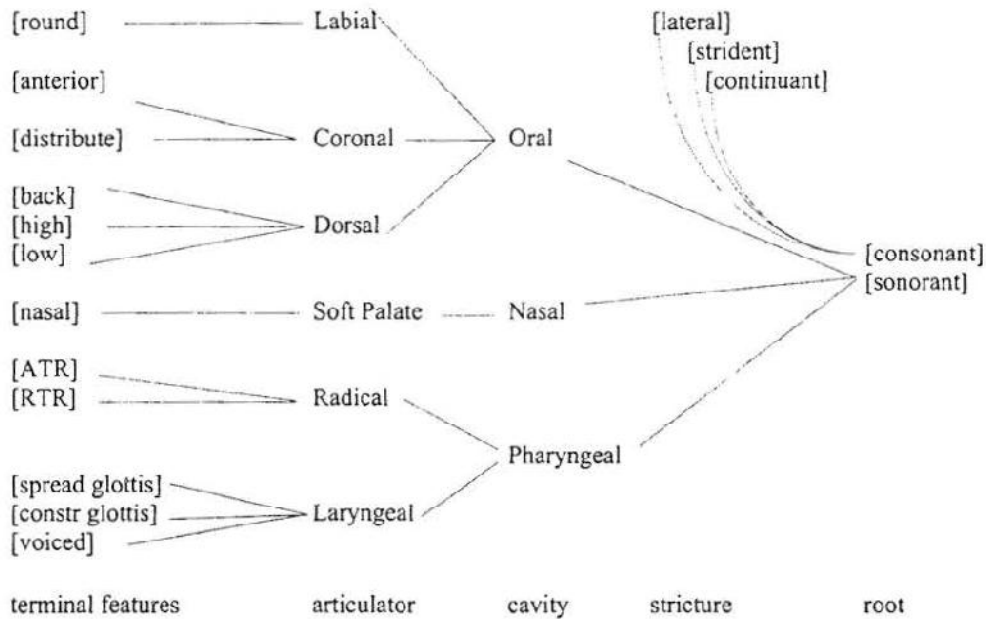 [round] Labial [lateral]
[strident]
[anterior] [continuant]
[distribute] Coronal Oral
[back]
[high] Dorsal
[low] [consonant]
[sonorant]
[nasal] Soft Palate Nasal
[ATR]
[RTR] Radical
Pharyngeal
[spread glottis]
[constr glottis] Laryngeal
[voiced]
terminal features articulator cavity stricture root